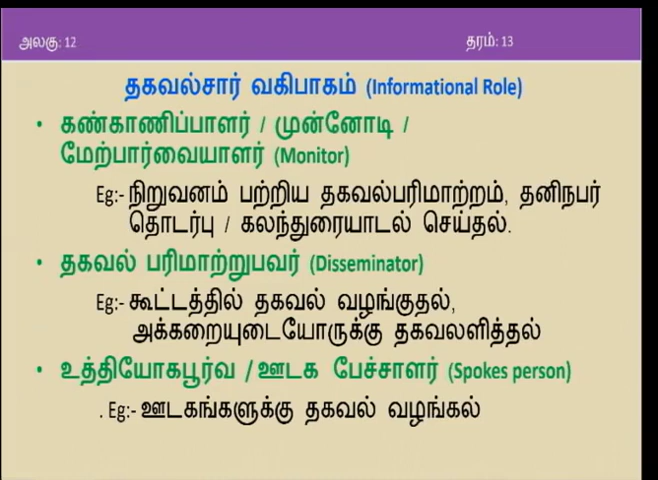 அலகு: 12
தரம்: 13
தகவல்சார் வகிபாகம் (Informational Role)
• கண்காணிப்பாளர் / முன்னோடி /
மேற்பார்வையாளர் (Monitor)
Eg:- நிறுவனம் பற்றிய தகவல்பரிமாற்றம், தனிநபர்
தொடர்பு / கலந்துரையாடல் செய்தல்.
• தகவல் பரிமாற்றுபவர் (Disseminator)
Eg:- கூட்டத்தில் தகவல் வழங்குதல்,
அக்கறையுடையோருக்கு தகவலளித்தல்
• உத்தியோகபூர்வ / ஊடக பேச்சாளர் (Spokes person)
. Eg:- ஊடகங்களுக்கு தகவல் வழங்கல்